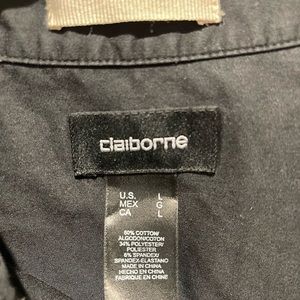 claiborne
U.S. L
MEX G
CA L
60% COTTON/
ALGODON/COTON
34% POLYESTER/
POLIESTER
6% SPANDEX/
SPANDEX-ELASTANO
MADE IN CHINA
HECHO EN CHINA
FABRIQUE EN CHINE